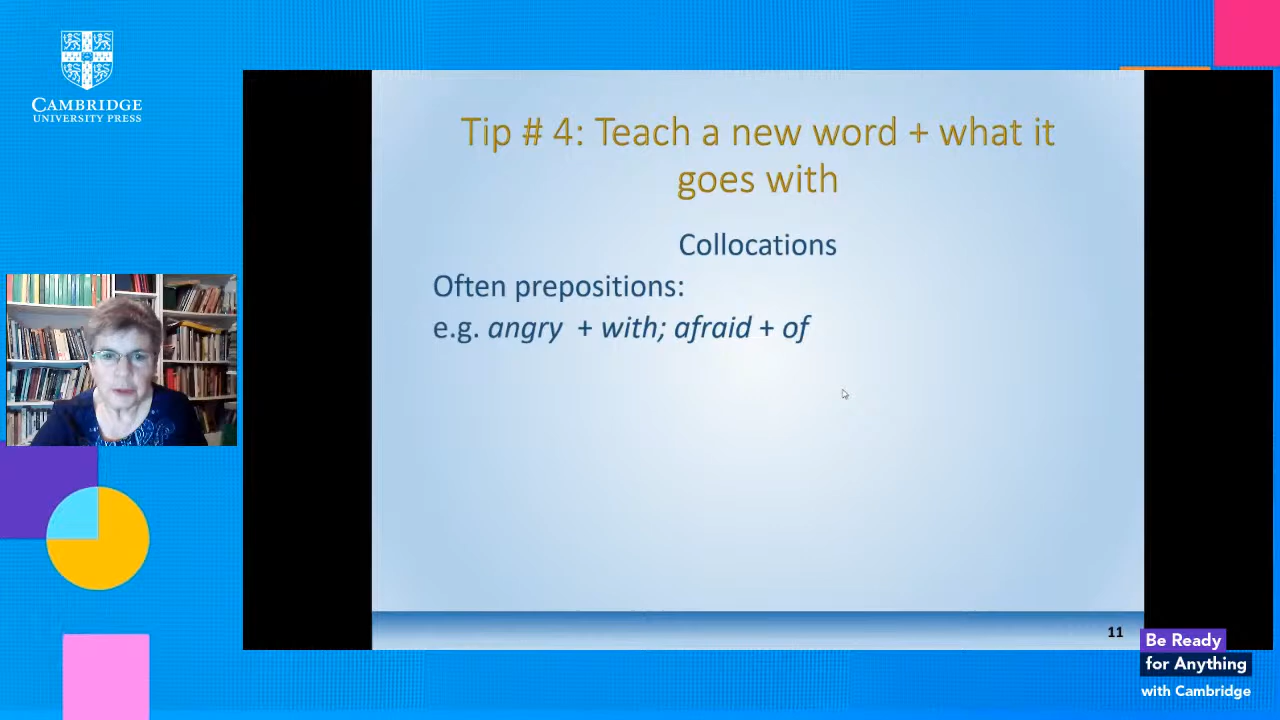 CAMBRIDGE
UNIVERSITY PRESS
Tip # 4: Teach a new word + what it
goes with
Collocations
Often prepositions:
e.g. angry + with; afraid + of
11
Be Ready
for Anything
with Cambridge